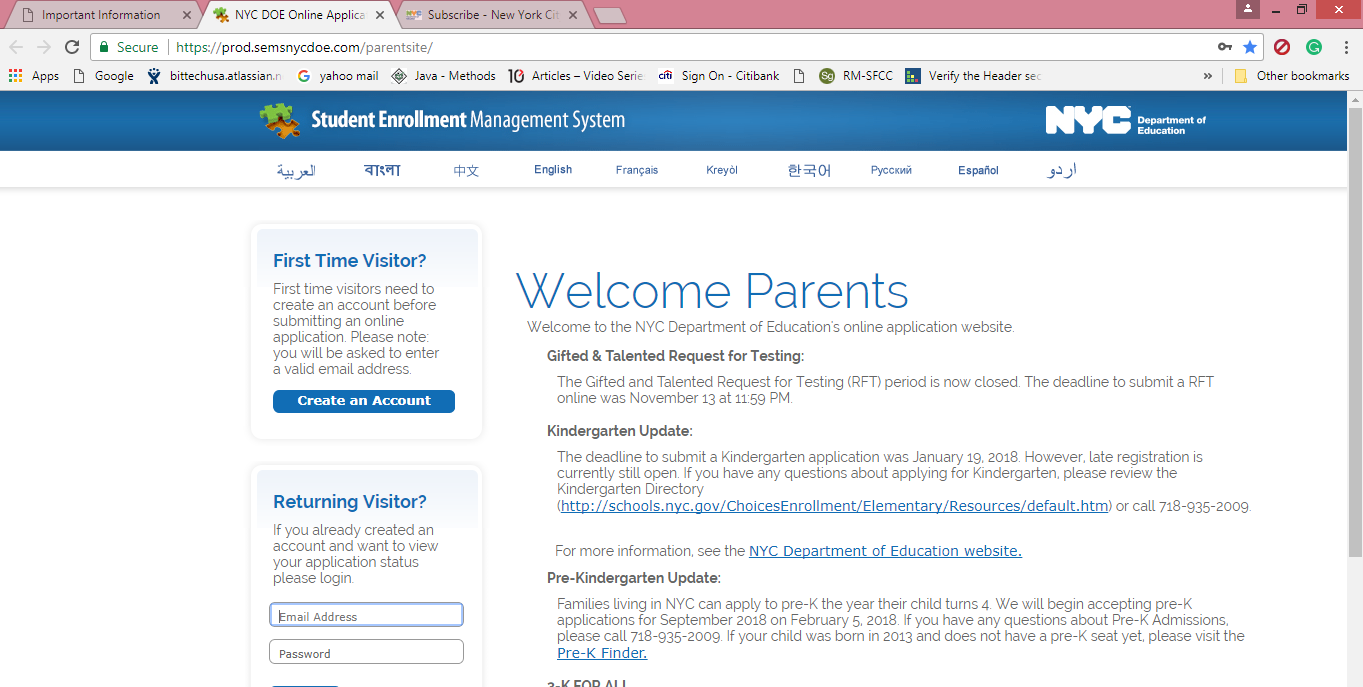 Important Information
NYC DOE Online Applica
Subscribe - New York Cit
Secure
https://prod.semsnycdoe.com/parentsite/
Apps
Google
bittechusa.atlassian.n
yahoo mail
Java - Methods
10
Articles – Video Serie
citi
Sign On - Citibank
Sg
RM-SFCC
Verify the Header sec
»
Other bookmarks
Student Enrollment Management System
NYC Department of
Education
العربية
বাংলা
中文
English
Français
Kreyòl
한국어
Русский
Español
اردو
First Time Visitor?
First time visitors need to
create an account before
submitting an online
application. Please note:
you will be asked to enter
a valid email address.
Create an Account
Returning Visitor?
If you already created an
account and want to view
your application status
please login.
Email Address
Password
Welcome Parents
Welcome to the NYC Department of Education's online application website.
Gifted & Talented Request for Testing:
The Gifted and Talented Request for Testing (RFT) period is now closed. The deadline to submit a RFT
online was November 13 at 11:59 PM.
Kindergarten Update:
The deadline to submit a Kindergarten application was January 19, 2018. However, late registration is
currently still open. If you have any questions about applying for Kindergarten, please review the
Kindergarten Directory
(http://schools.nyc.gov/ChoicesEnrollment/Elementary/Resources/default.htm) or call 718-935-2009.
For more information, see the NYC Department of Education website.
Pre-Kindergarten Update:
Families living in NYC can apply to pre-K the year their child turns 4. We will begin accepting pre-K
applications for September 2018 on February 5, 2018. If you have any questions about Pre-K Admissions,
please call 718-935-2009. If your child was born in 2013 and does not have a pre-K seat yet, please visit the
Pre-K Finder.
3-K FOR ALL